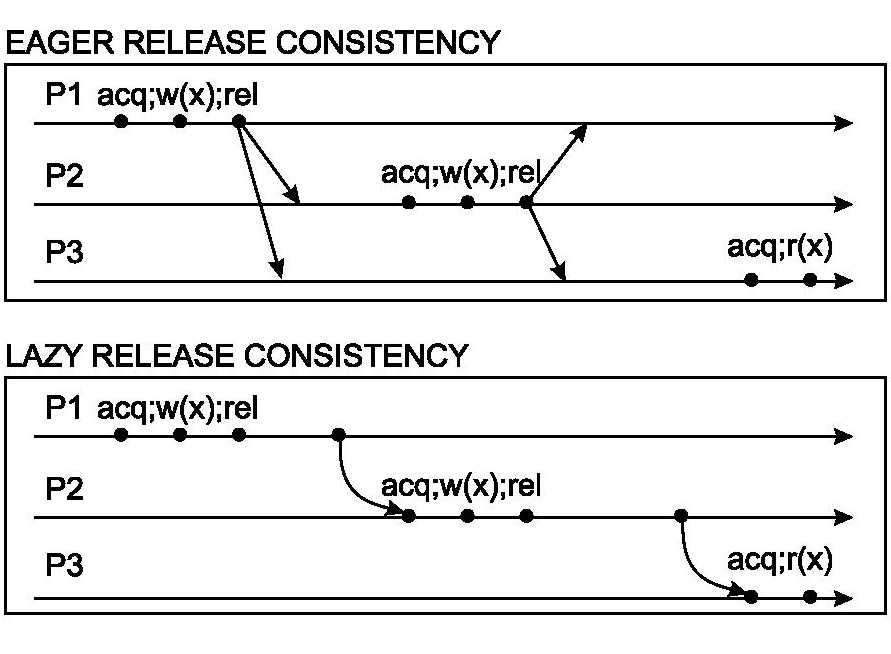 EAGER RELEASE CONSISTENCY
P1 acq;w(x);rel
P2 acq;w(x);rel
P3 acq;r(x)
LAZY RELEASE CONSISTENCY
P1 acq;w(x);rel
P2 acq;w(x);rel
P3 acq;r(x)